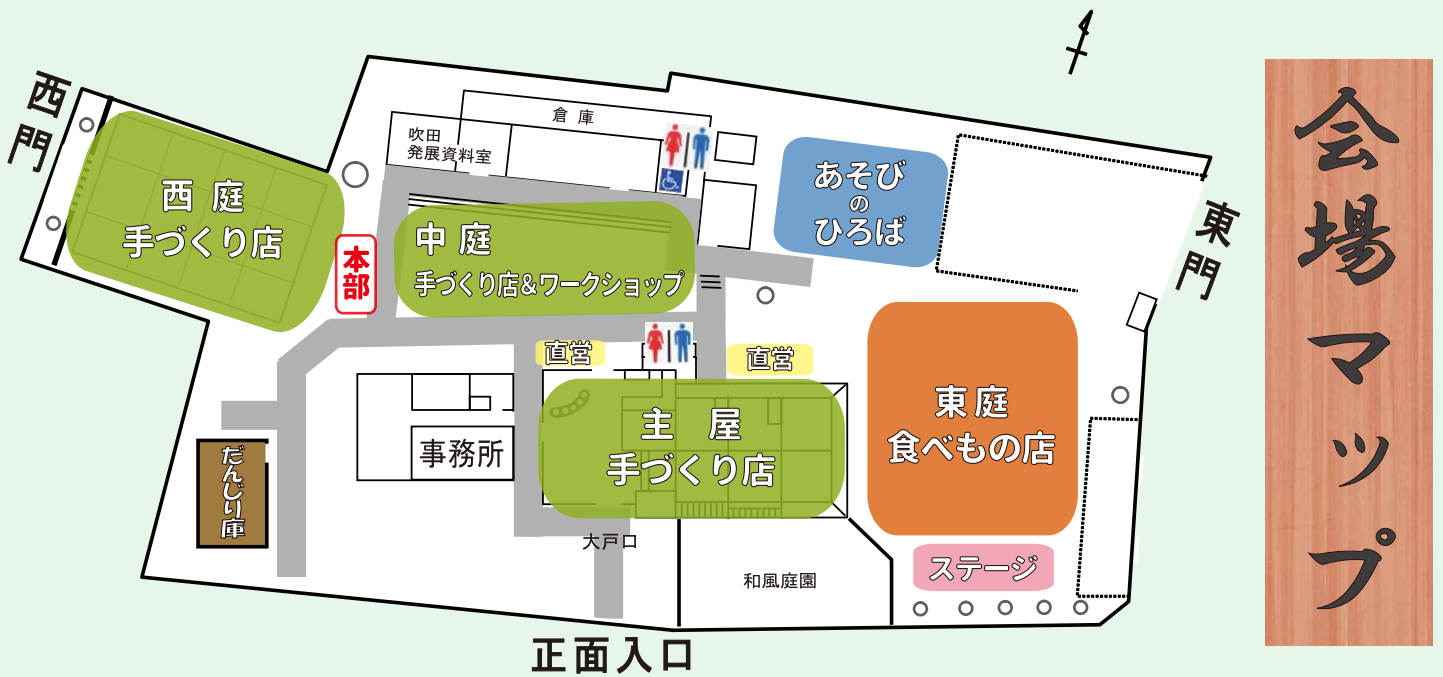 会場マップ
西門
西庭
手づくり店
本部
吹田
発展資料室
倉庫
中庭
手づくり店&ワークショップ
あそび
の
ひろば
東門
直営
直営
主屋
手づくり店
東庭
食べもの店
事務所
だんじり庫
大戸口
和風庭園
ステージ
正面入口